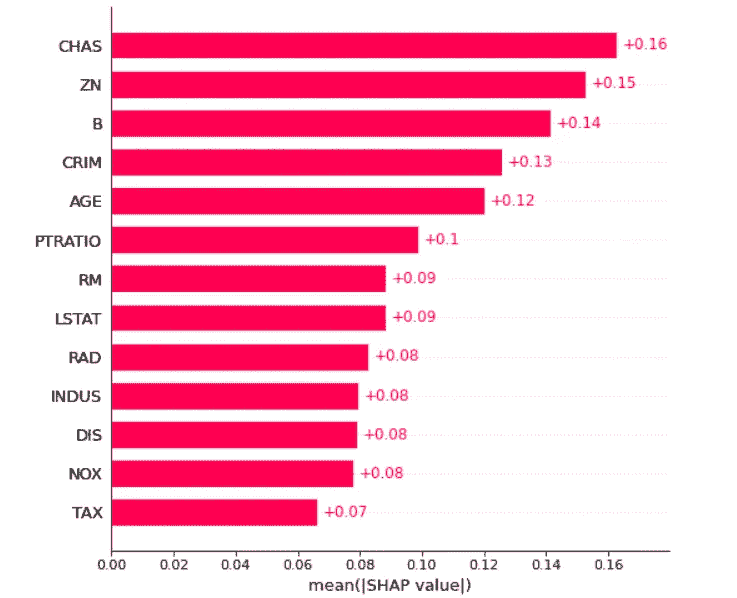 CHAS +0.16
ZN +0.15
B +0.14
CRIM +0.13
AGE +0.12
PTRATIO +0.1
RM +0.09
LSTAT +0.09
RAD +0.08
INDUS +0.08
DIS +0.08
NOX +0.08
TAX +0.07
0.00 0.02 0.04 0.06 0.08 0.10 0.12 0.14 0.16
mean(|SHAP value|)